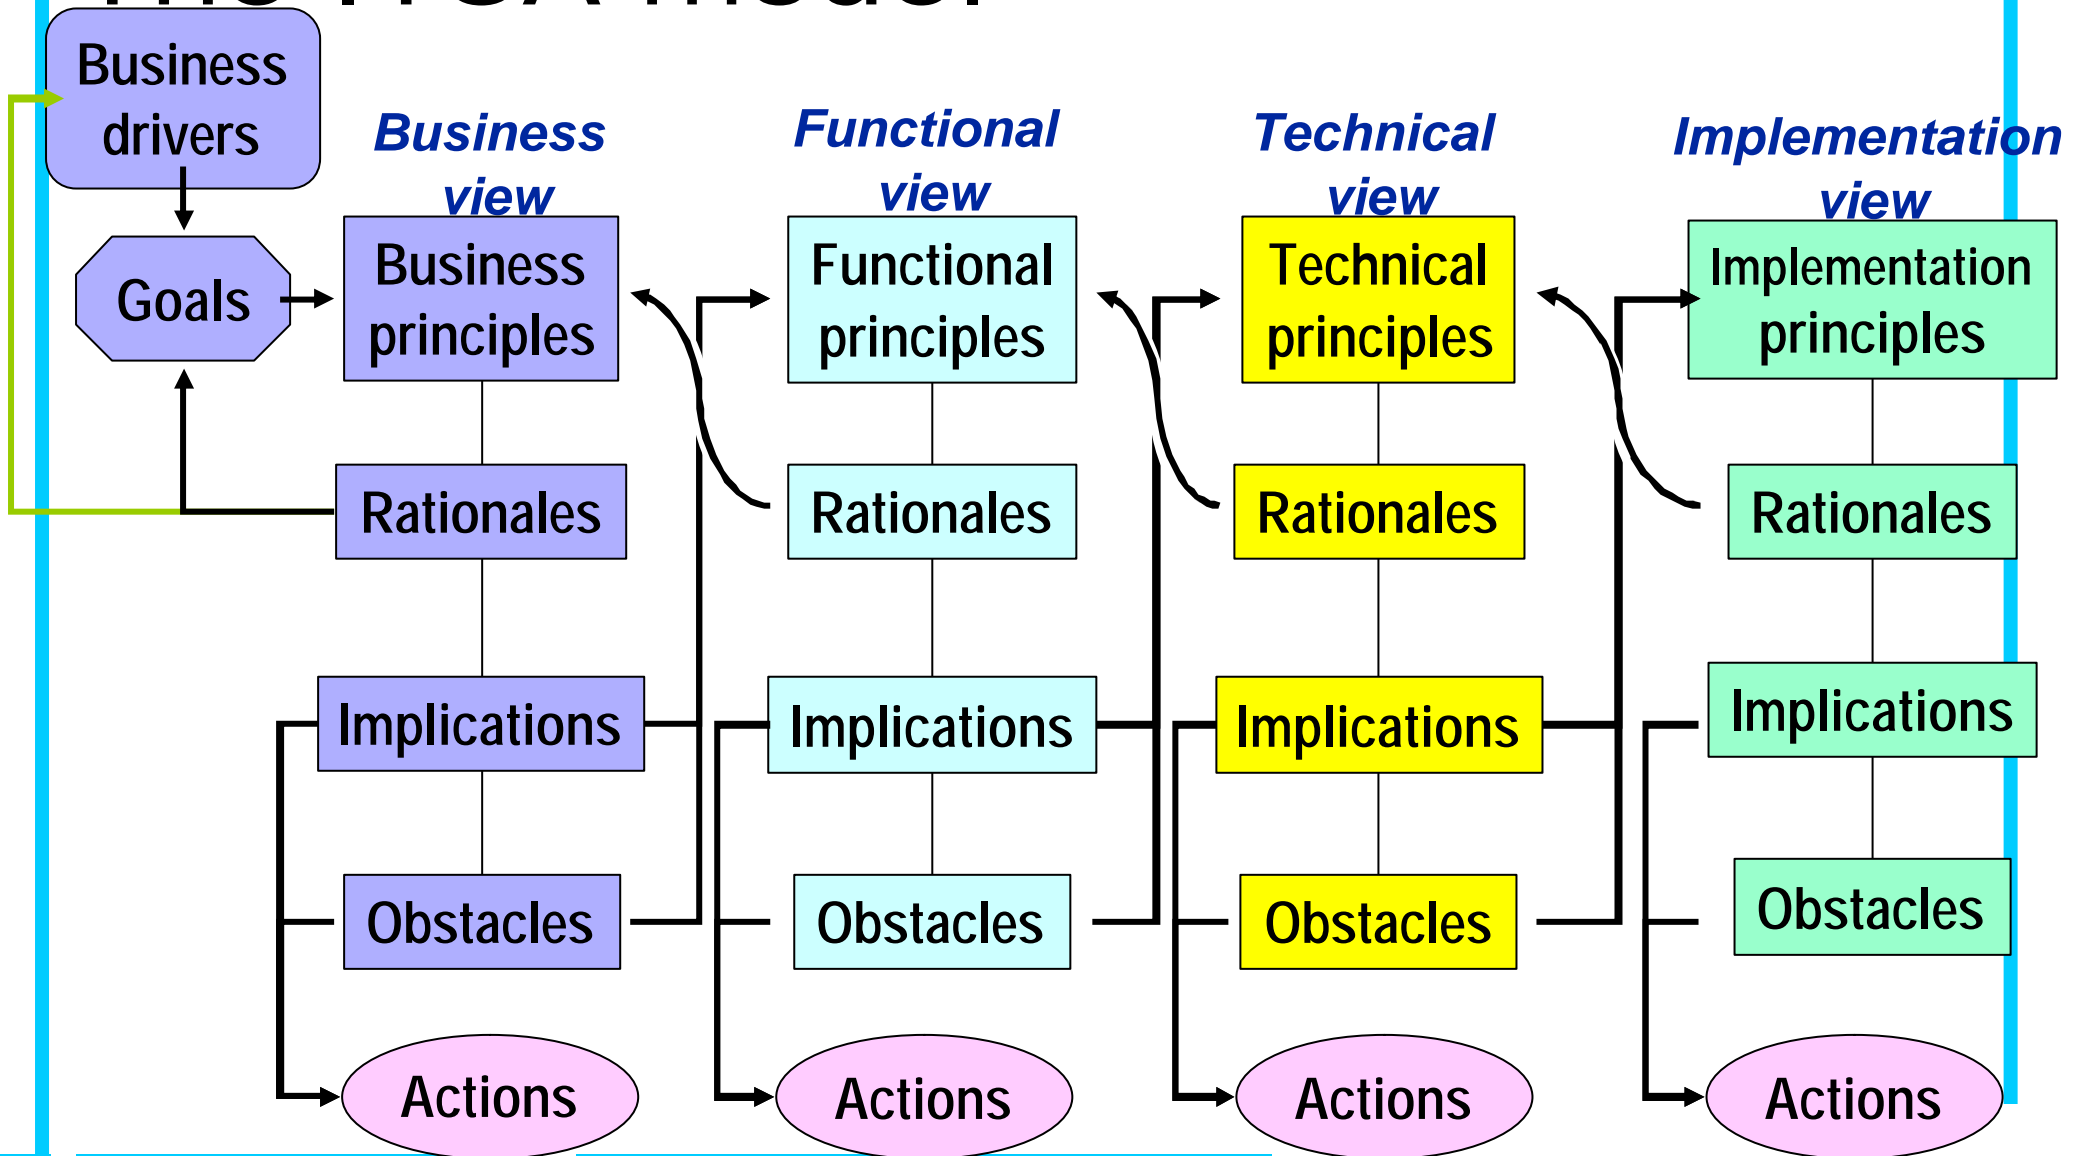 Business
drivers
Goals
Business
view
Business
principles
Rationales
Implications
Obstacles
Actions
Functional
view
Functional
principles
Rationales
Implications
Obstacles
Actions
Technical
view
Technical
principles
Rationales
Implications
Obstacles
Actions
Implementation
view
Implementation
principles
Rationales
Implications
Obstacles
Actions